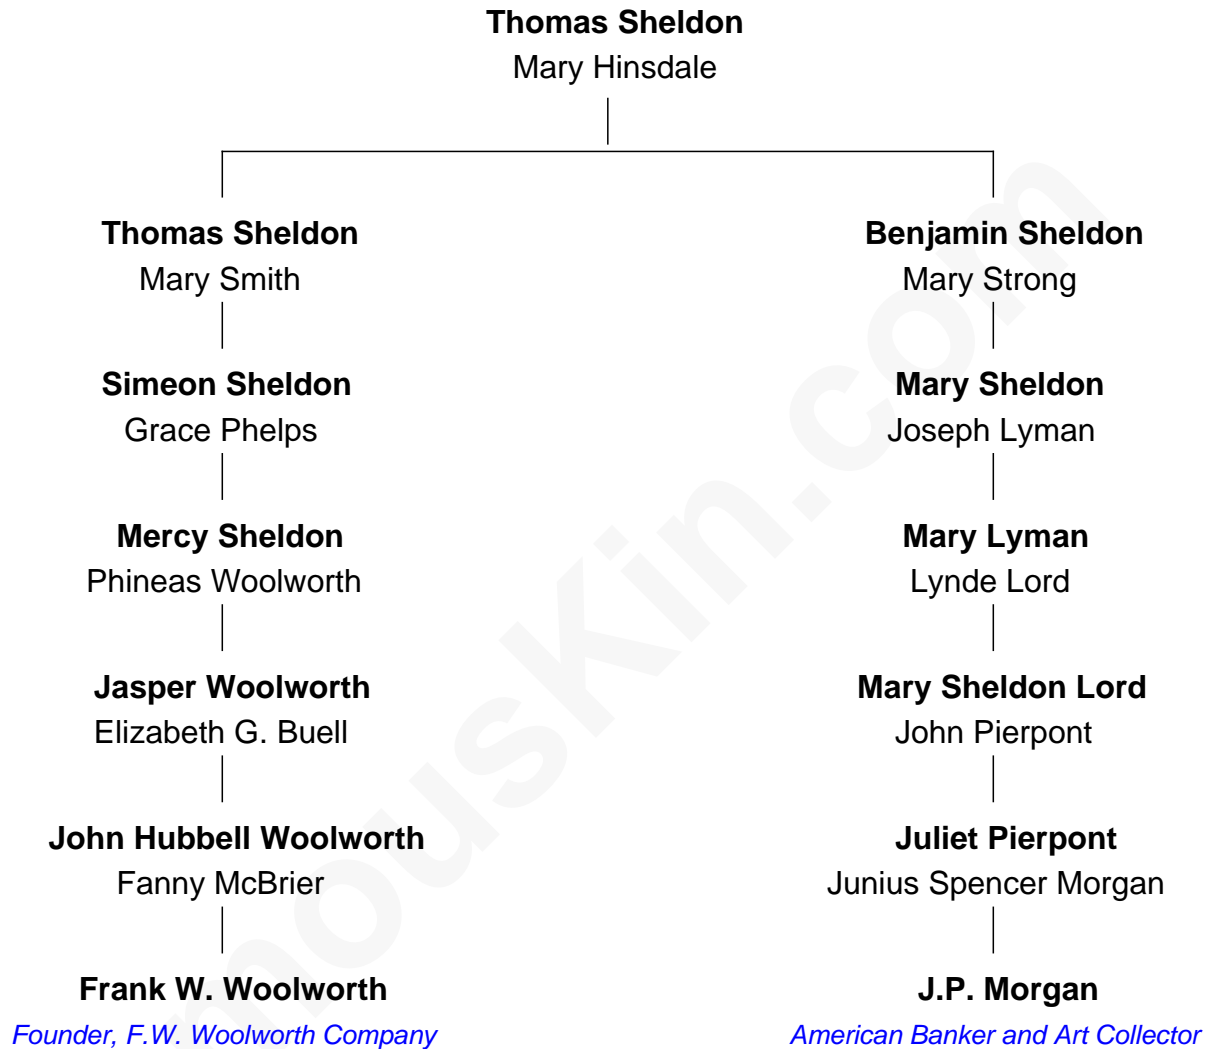 Thomas Sheldon
Mary Hinsdale
Thomas Sheldon
Mary Smith
Benjamin Sheldon
Mary Strong
Simeon Sheldon
Grace Phelps
Mary Sheldon
Joseph Lyman
Mercy Sheldon
Phineas Woolworth
Mary Lyman
Lynde Lord
Jasper Woolworth
Elizabeth G. Buell
Mary Sheldon Lord
John Pierpont
John Hubbell Woolworth
Fanny McBrier
Juliet Pierpont
Junius Spencer Morgan
Frank W. Woolworth
Founder, F.W. Woolworth Company
J.P. Morgan
American Banker and Art Collector
mousKin.com